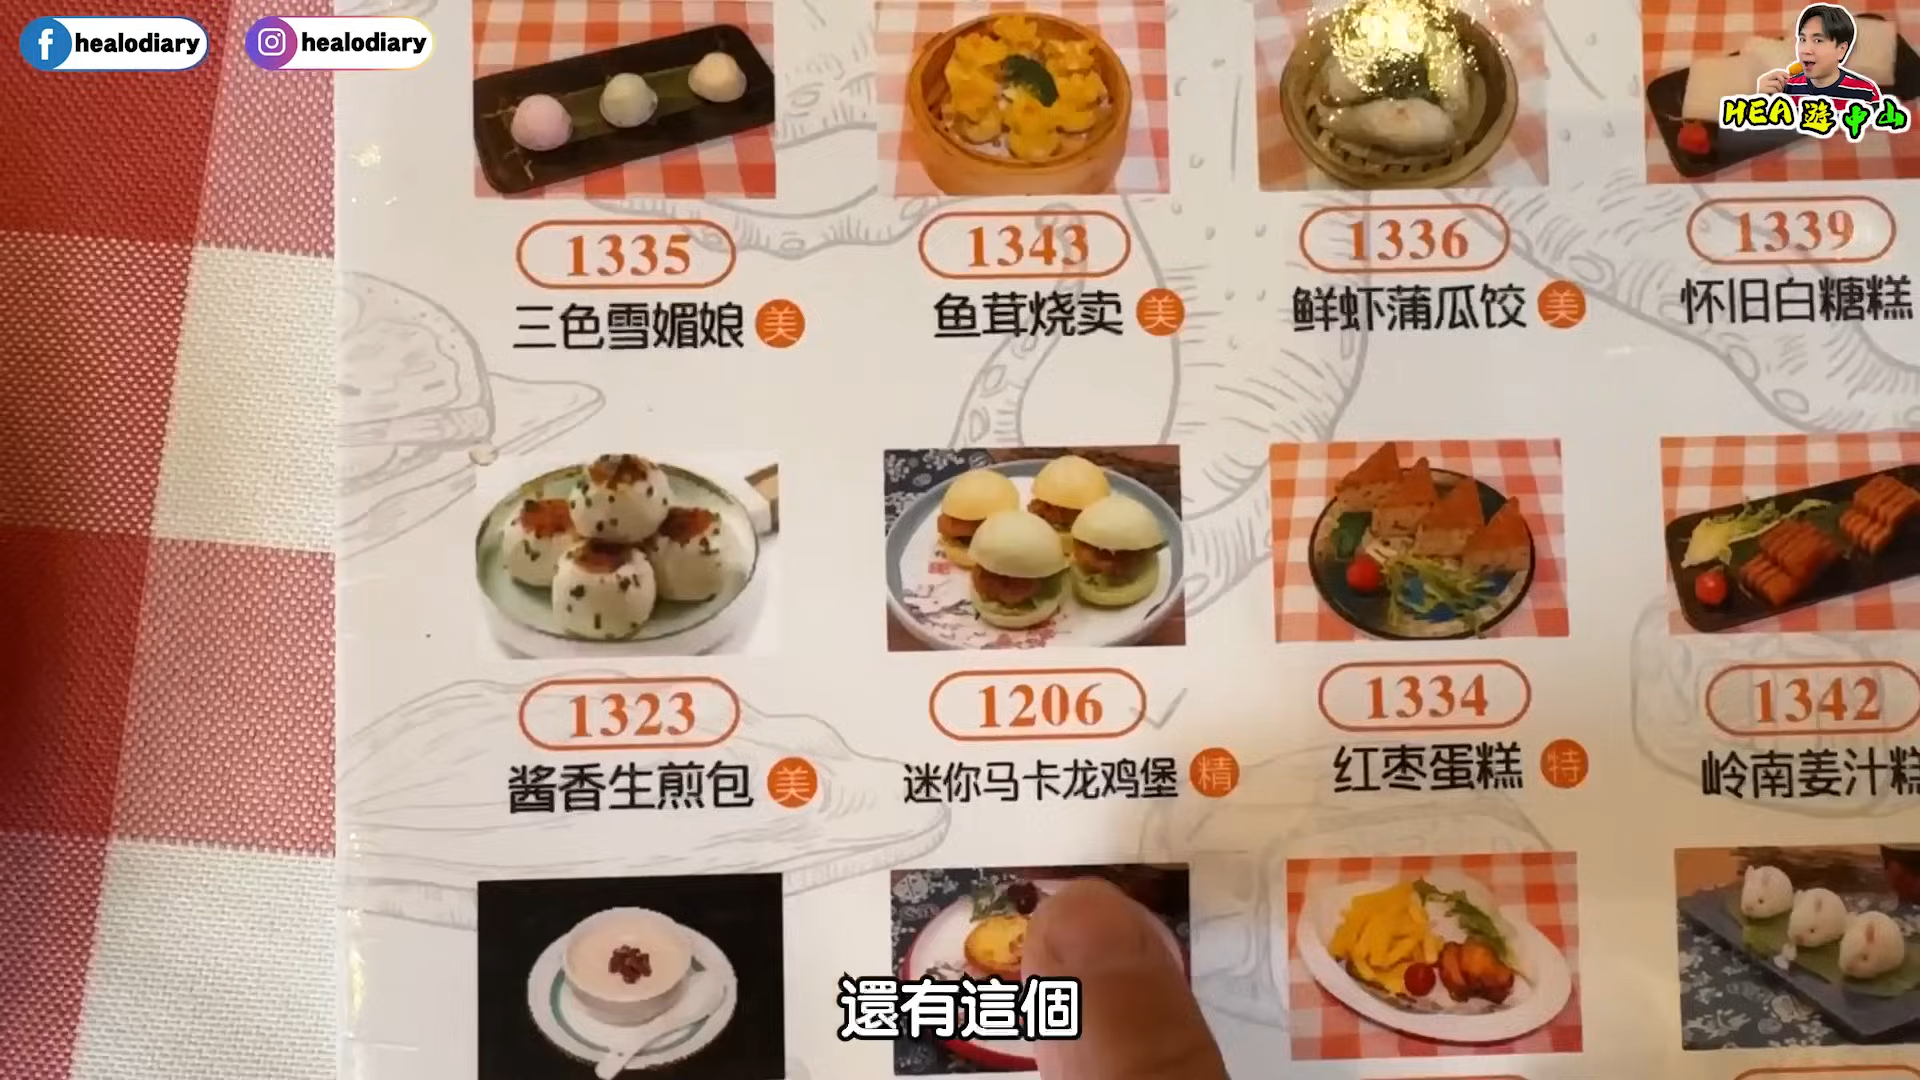 healodiary
healodiary
HEA遊中山
1335
1343
1336
1339
三色雪媚娘 美
鱼茸烧卖 美
鲜虾蒲瓜饺 美
怀旧白糖糕
1323
1206
1334
1342
酱香生煎包 美
迷你马卡龙鸡堡 精
红枣蛋糕 特
岭南姜汁糕
還有這個